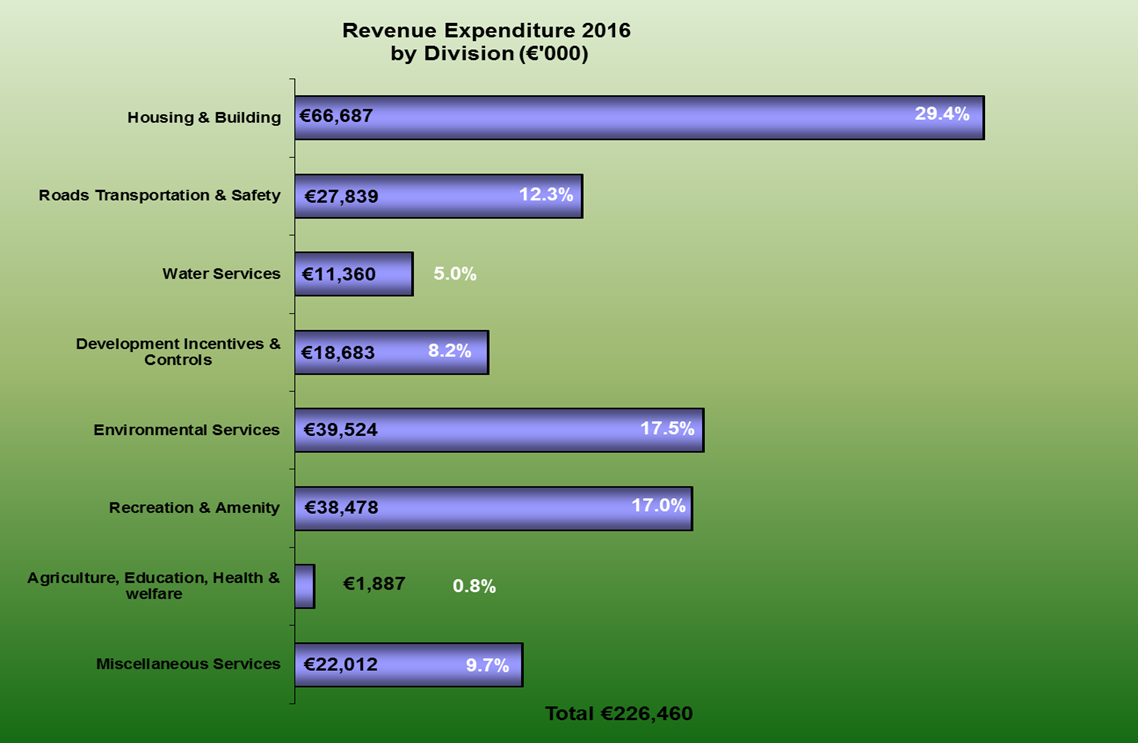 Revenue Expenditure 2016
by Division (€'000)
Housing & Building €66,687 29.4%
Roads Transportation & Safety €27,839 12.3%
Water Services €11,360 5.0%
Development Incentives &
Controls €18,683 8.2%
Environmental Services €39,524 17.5%
Recreation & Amenity €38,478 17.0%
Agriculture, Education, Health &
welfare €1,887 0.8%
Miscellaneous Services €22,012 9.7%
Total €226,460